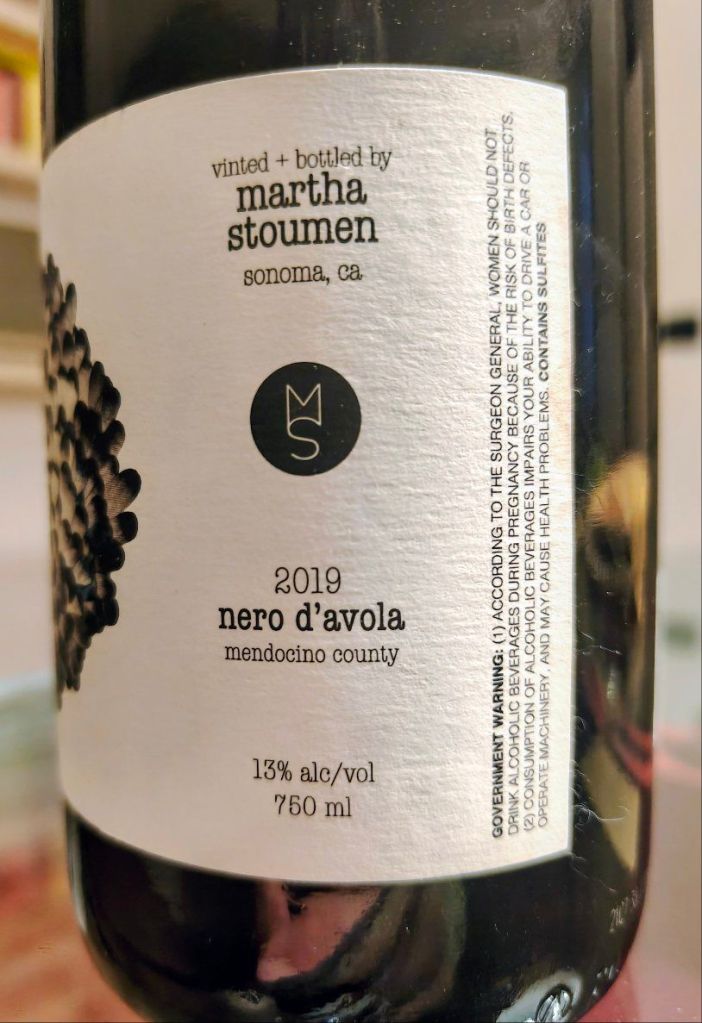 vinted + bottled by
martha
stoumen
sonoma, ca
MS
2019
nero d'avola
mendocino county
13% alc/vol
750 ml
GOVERNMENT WARNING: (1) ACCORDING TO THE SURGEON GENERAL, WOMEN SHOULD NOT
DRINK ALCOHOLIC BEVERAGES DURING PREGNANCY BECAUSE OF THE RISK OF BIRTH DEFECTS.
(2) CONSUMPTION OF ALCOHOLIC BEVERAGES IMPAIRS YOUR ABILITY TO DRIVE A CAR OR
OPERATE MACHINERY, AND MAY CAUSE HEALTH PROBLEMS. CONTAINS SULFITES